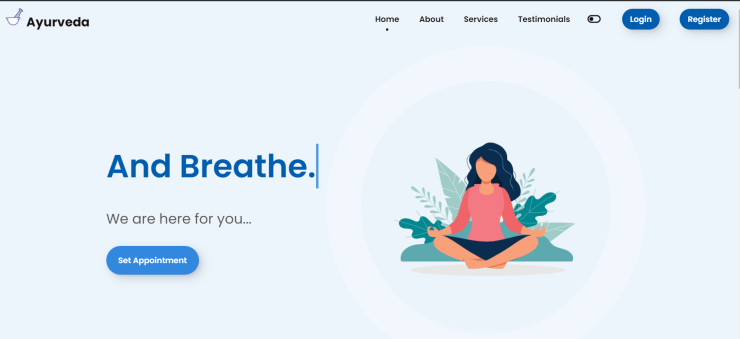 Ayurveda
Home About Services Testimonials Login Register
And Breathe.
We are here for you...
Set Appointment